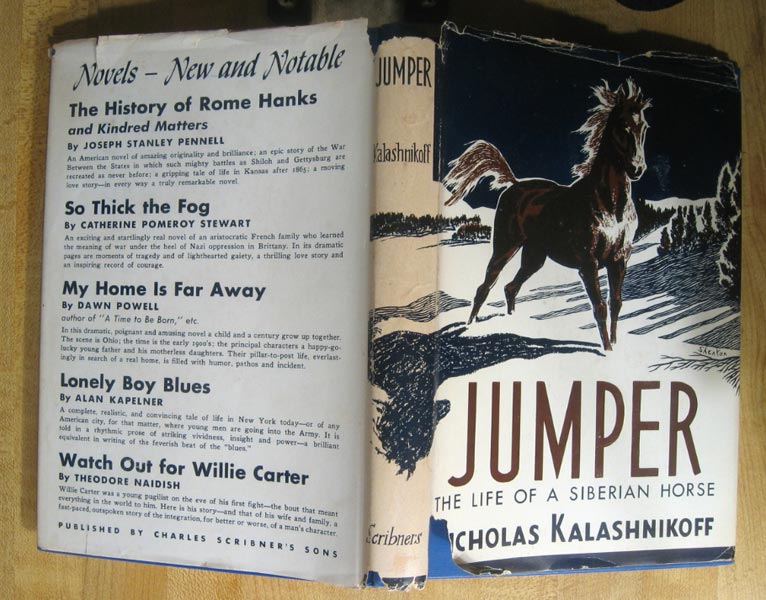 Novels – New and Notable
The History of Rome Hanks
and Kindred Matters
By JOSEPH STANLEY PENNELL
An American novel of amazing originality and brilliance; an epic story of the War
Between the States in which such mighty battles as Shiloh and Gettysburg are
recreated as never before; a gripping tale of life in Kansas after 1865; a moving
love story—in every way a truly remarkable novel.
So Thick the Fog
By CATHERINE POMEROY STEWART
An exciting and startlingly real novel of an aristocratic French family who learned
the meaning of war under the heel of Nazi oppression in Brittany. In its dramatic
pages are moments of tragedy and of lighthearted gaiety, a thrilling love story and
an inspiring record of courage.
My Home Is Far Away
By DAWN POWELL
author of "A Time to Be Born," etc.
In this dramatic, poignant and amusing novel a child and a century grow up together.
The scene is Ohio; the time is the early 1900's; the principal characters a happy-go-
lucky young father and his motherless daughters. Their pillar-to-post life, everlast-
ingly in search of a real home, is filled with humor, pathos and incident.
Lonely Boy Blues
By ALAN KAPELNER
A complete, realistic, and convincing tale of life in New York today—or of any
American city, for that matter, where young men are going into the Army. It is
told in a rhythmic prose of striking vividness, insight and power—a brilliant
equivalent in writing of the feverish beat of the "blues."
Watch Out for Willie Carter
By THEODORE NAIDISH
Willie Carter was a young pugilist on the eve of his first fight—the bout that meant
everything in the world to him. Here is his story—and that of his wife and family, a
fast-paced, outspoken story of the integration, for better or worse, of a man's character.
PUBLISHED BY CHARLES SCRIBNER'S SONS
JUMPER
Kalashnikoff
Scribners
Shenton
JUMPER
THE LIFE OF A SIBERIAN HORSE
ICHOLAS KALASHNIKOFF